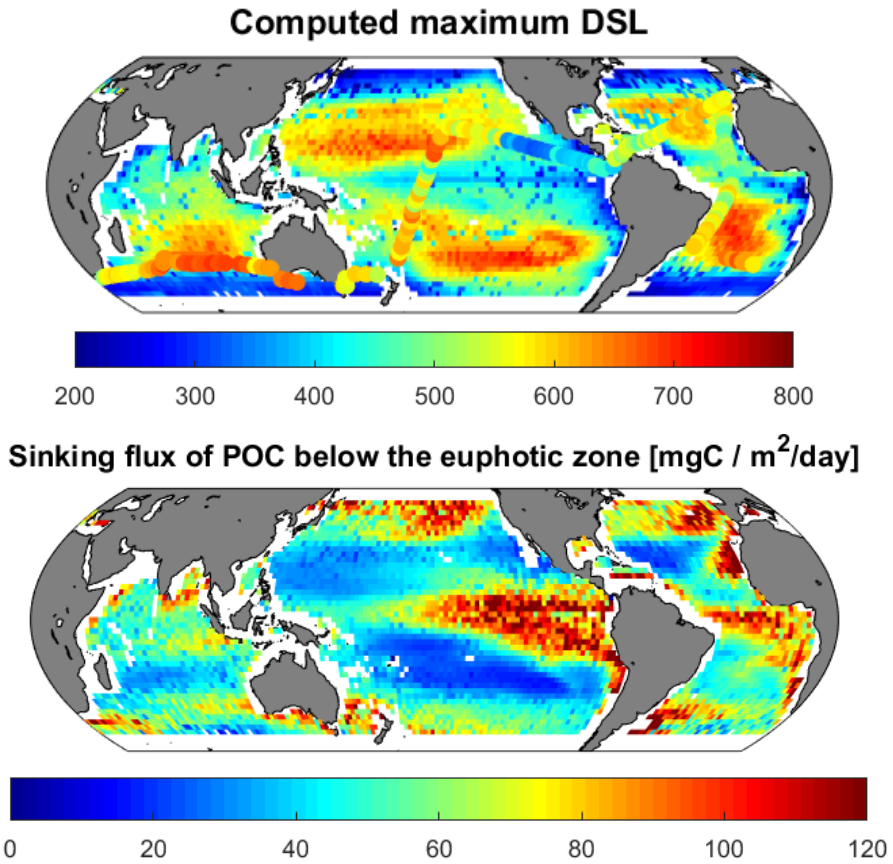 Computed maximum DSL
200 300 400 500 600 700 800
Sinking flux of POC below the euphotic zone [mgC / m²/day]
0 20 40 60 80 100 120